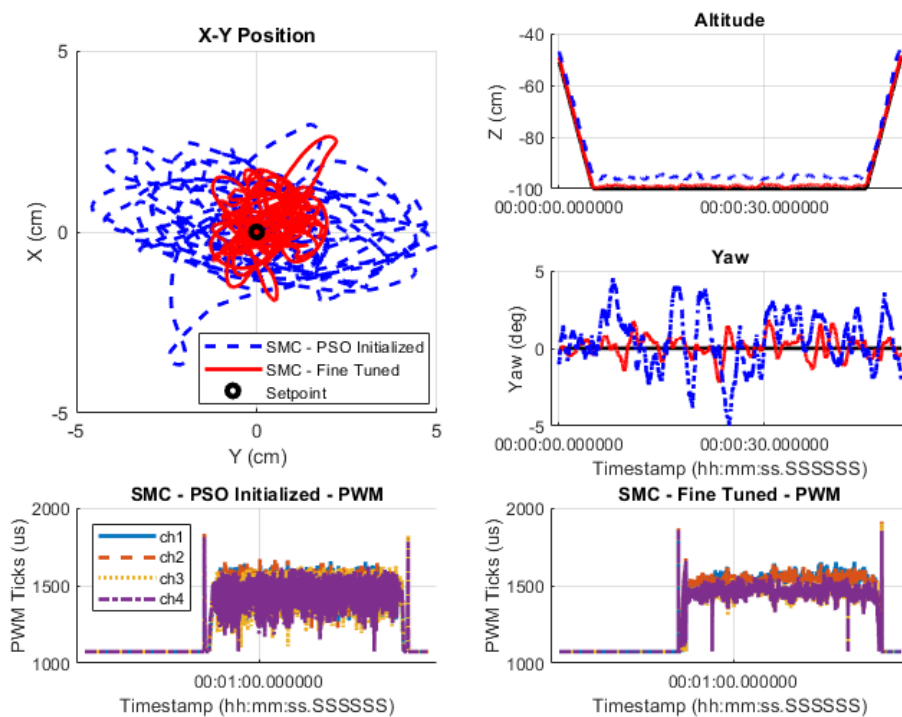 X-Y Position
5
0
-5
X (cm)
-5
0
5
Y (cm)
SMC - PSO Initialized
SMC - Fine Tuned
Setpoint
Altitude
-40
-60
-80
-100
Z (cm)
00:00:00.000000
00:00:30.000000
Yaw
5
0
-5
Yaw (deg)
00:00:00.000000
00:00:30.000000
Timestamp (hh:mm:ss.SSSSSS)
SMC - PSO Initialized - PWM
2000
1500
1000
PWM Ticks (us)
ch1
ch2
ch3
ch4
00:01:00.000000
Timestamp (hh:mm:ss.SSSSSS)
SMC - Fine Tuned - PWM
2000
1500
1000
PWM Ticks (us)
00:01:00.000000
Timestamp (hh:mm:ss.SSSSSS)